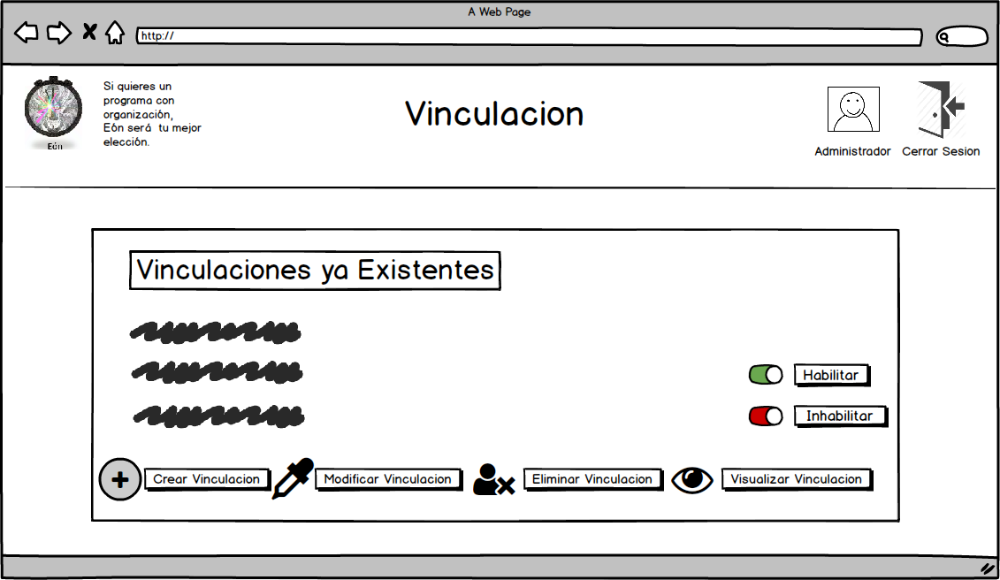 A Web Page
http://
Si quieres un
programa con
organización,
Eón será tu mejor
elección.
Eón
Vinculacion
Administrador
Cerrar Sesion
Vinculaciones ya Existentes
Habilitar
Inhabilitar
Crear Vinculacion
Modificar Vinculacion
Eliminar Vinculacion
Visualizar Vinculacion